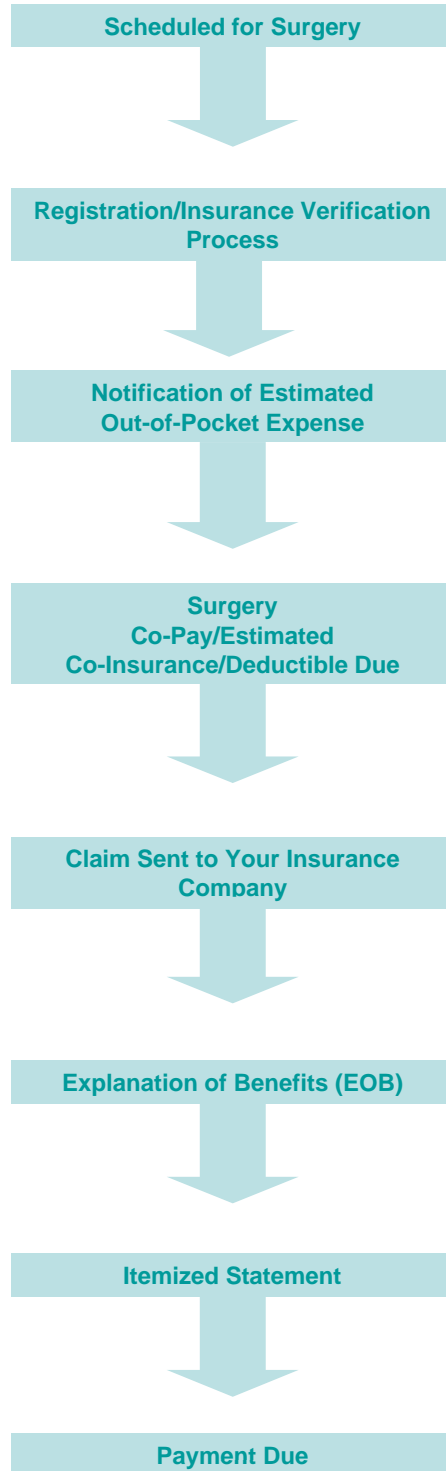 Scheduled for Surgery
Registration/Insurance Verification
Process
Notification of Estimated
Out-of-Pocket Expense
Surgery
Co-Pay/Estimated
Co-Insurance/Deductible Due
Claim Sent to Your Insurance
Company
Explanation of Benefits (EOB)
Itemized Statement
Payment Due